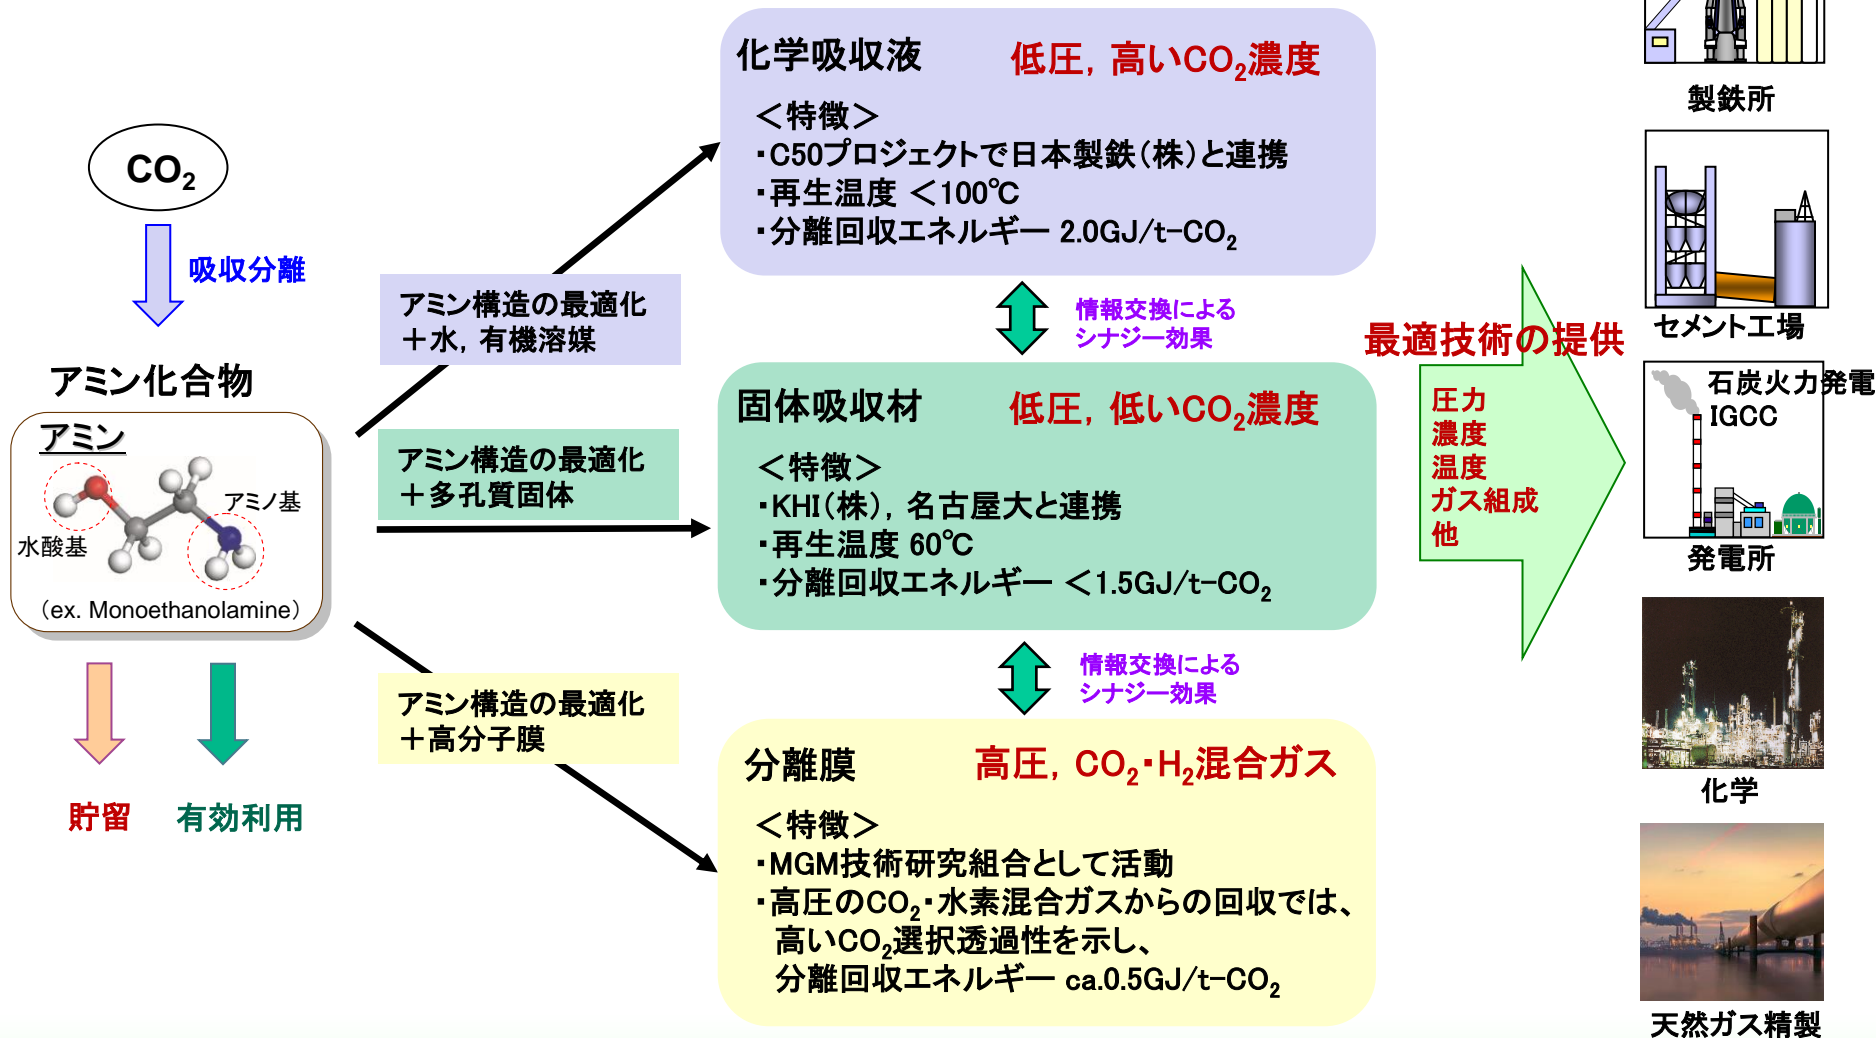 CO2
吸収分離
アミン化合物
アミン
アミノ基
水酸基
（ex. Monoethanolamine）
貯留
有効利用
アミン構造の最適化
＋水，有機溶媒
アミン構造の最適化
＋多孔質固体
アミン構造の最適化
＋高分子膜
化学吸収液　低圧，高いCO2濃度
＜特徴＞
・C50プロジェクトで日本製鉄（株）と連携
・再生温度 ＜100℃
・分離回収エネルギー 2.0GJ/t-CO2
情報交換による
シナジー効果
固体吸収材　低圧，低いCO2濃度
＜特徴＞
・KHI（株），名古屋大と連携
・再生温度 60℃
・分離回収エネルギー ＜1.5GJ/t-CO2
情報交換による
シナジー効果
分離膜　高圧，CO2・H2混合ガス
＜特徴＞
・MGM技術研究組合として活動
・高圧のCO2・水素混合ガスからの回収では、
高いCO2選択透過性を示し、
分離回収エネルギー ca.0.5GJ/t-CO2
最適技術の提供
圧力
濃度
温度
ガス組成
他
製鉄所
セメント工場
石炭火力発電
IGCC
発電所
化学
天然ガス精製